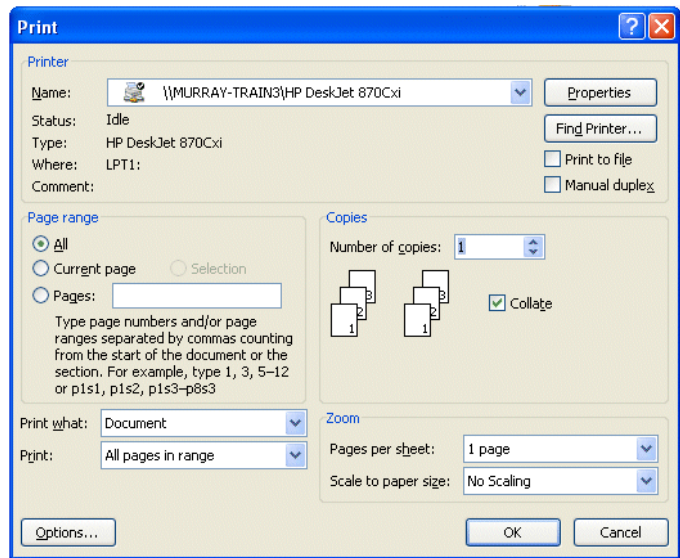 Print
Printer
Name: \\MURRAY-TRAIN3\HP DeskJet 870Cxi Properties
Status: Idle Find Printer...
Type: HP DeskJet 870Cxi
Where: LPT1: Print to file
Comment: Manual duplex
Page range
All
Current page Selection
Pages:
Type page numbers and/or page
ranges separated by commas counting
from the start of the document or the
section. For example, type 1, 3, 5–12
or p1s1, p1s2, p1s3–p8s3
Copies
Number of copies: 1
3 3
2 2
1 1
Collate
Print what: Document
Print: All pages in range
Zoom
Pages per sheet: 1 page
Scale to paper size: No Scaling
Options... OK Cancel